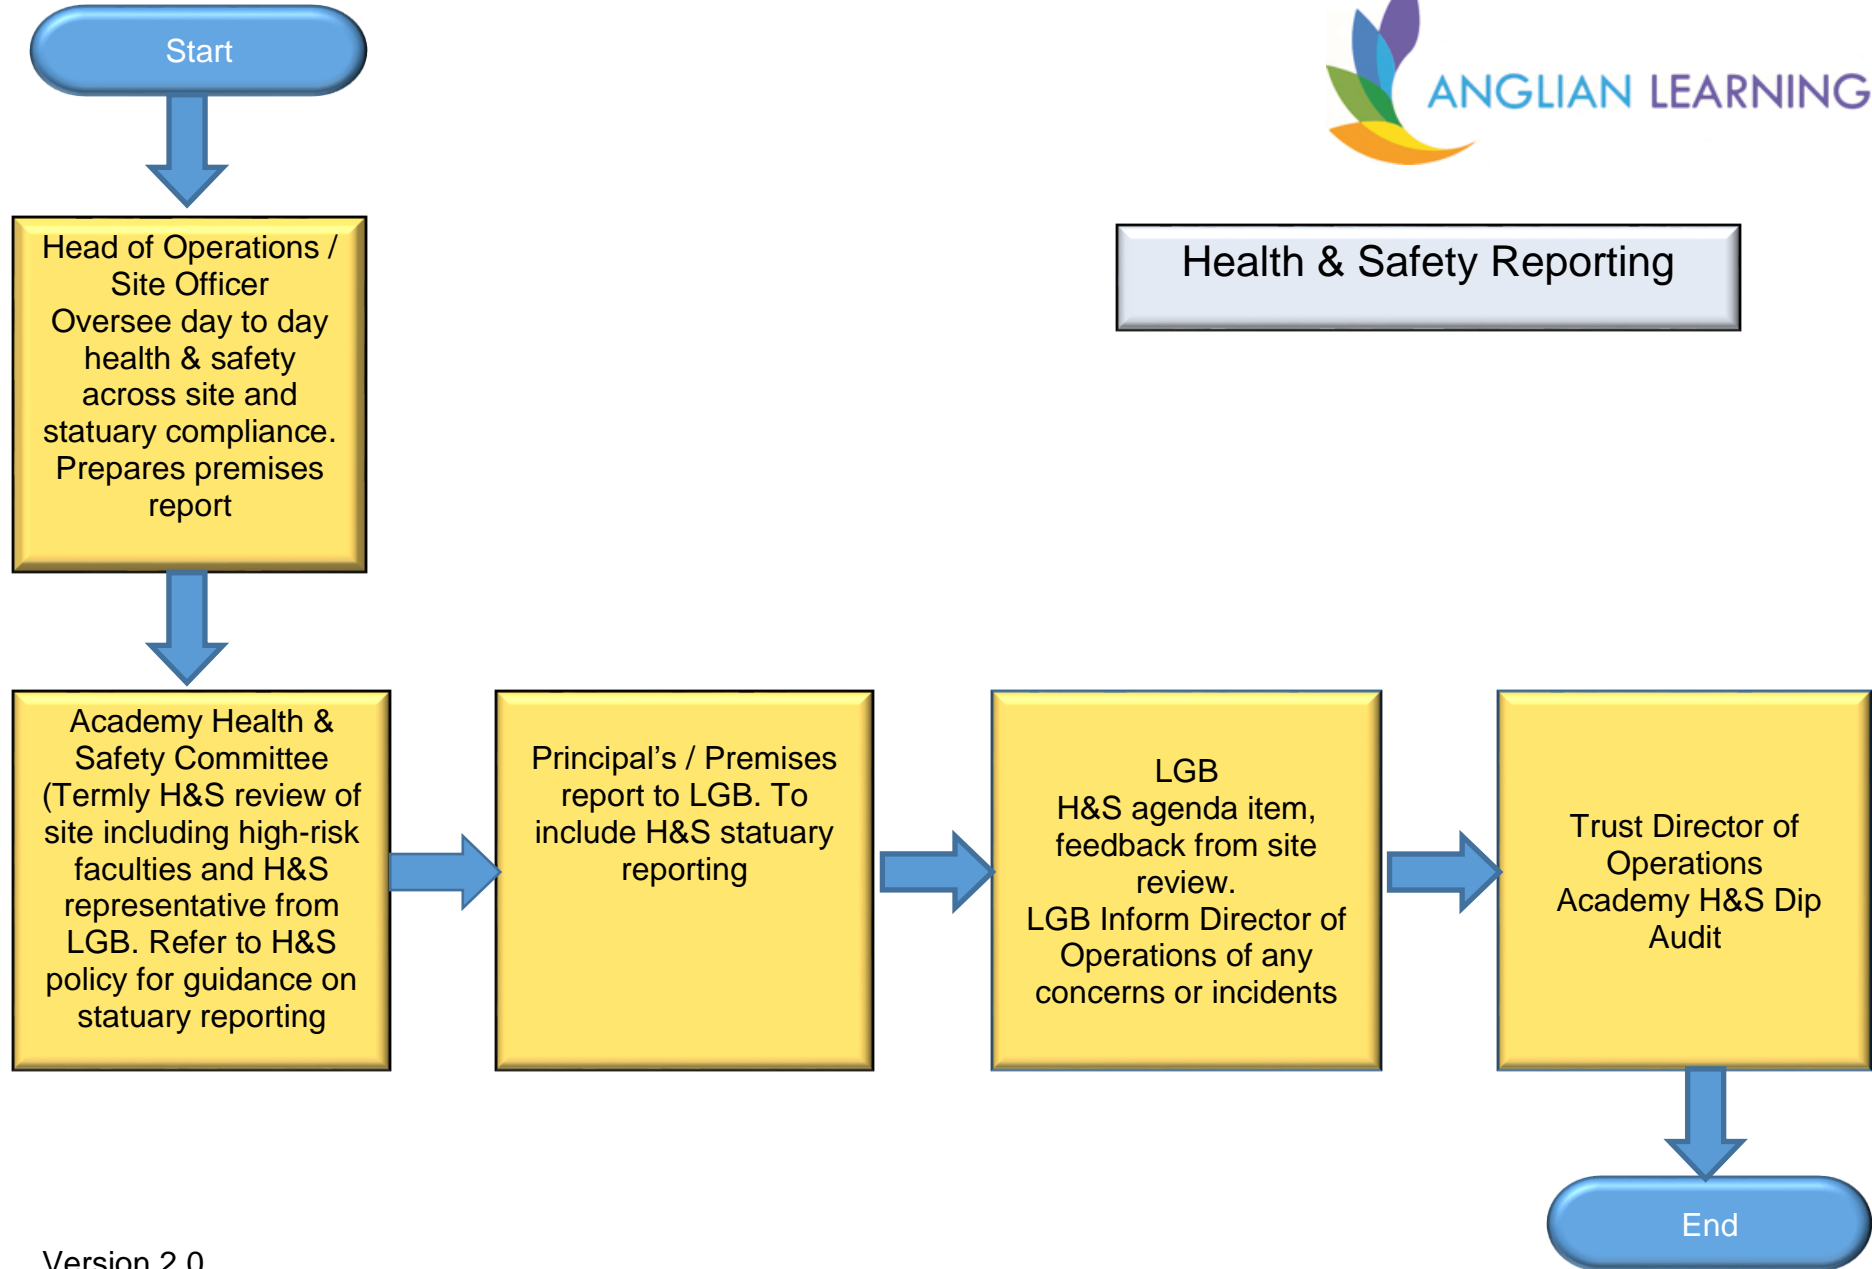 Start
ANGLIAN LEARNING
Health & Safety Reporting
Head of Operations /
Site Officer
Oversee day to day
health & safety
across site and
statuary compliance.
Prepares premises
report
Academy Health &
Safety Committee
(Termly H&S review of
site including high-risk
faculties and H&S
representative from
LGB. Refer to H&S
policy for guidance on
statuary reporting
Principal’s / Premises
report to LGB. To
include H&S statuary
reporting
LGB
H&S agenda item,
feedback from site
review.
LGB Inform Director of
Operations of any
concerns or incidents
Trust Director of
Operations
Academy H&S Dip
Audit
End
Version 2.0